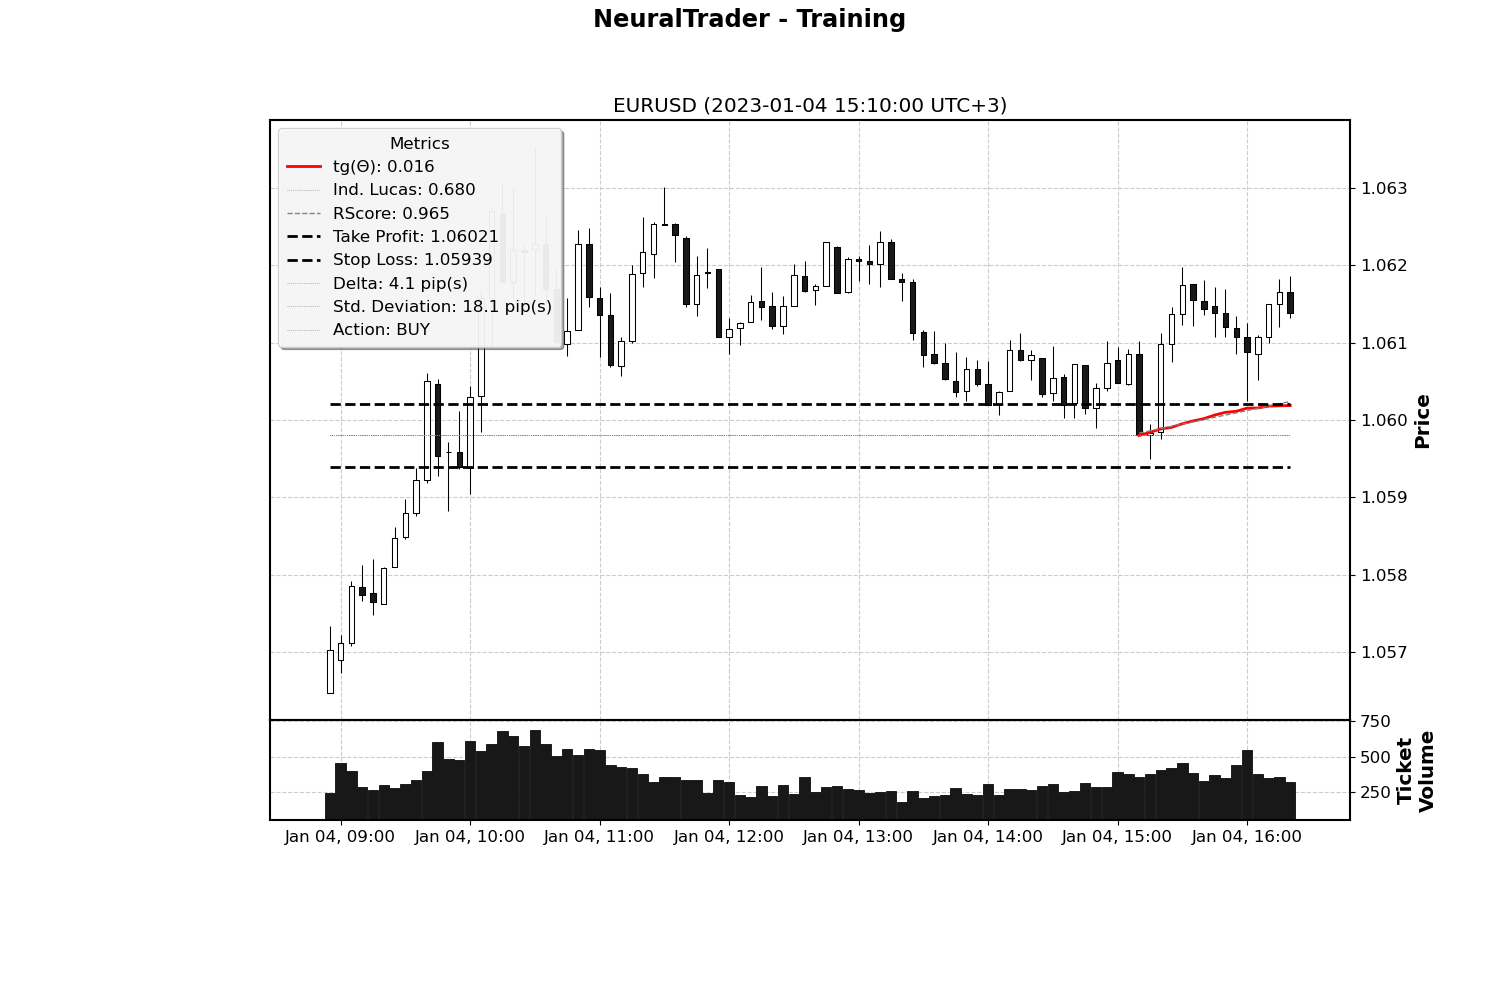 NeuralTrader - Training
EURUSD (2023-01-04 15:10:00 UTC+3)
Metrics
tg(Θ): 0.016
Ind. Lucas: 0.680
RScore: 0.965
Take Profit: 1.06021
Stop Loss: 1.05939
Delta: 4.1 pip(s)
Std. Deviation: 18.1 pip(s)
Action: BUY
1.063
1.062
1.061
1.060
1.059
1.058
1.057
Price
750
500
250
Ticket
Volume
Jan 04, 09:00 Jan 04, 10:00 Jan 04, 11:00 Jan 04, 12:00 Jan 04, 13:00 Jan 04, 14:00 Jan 04, 15:00 Jan 04, 16:00